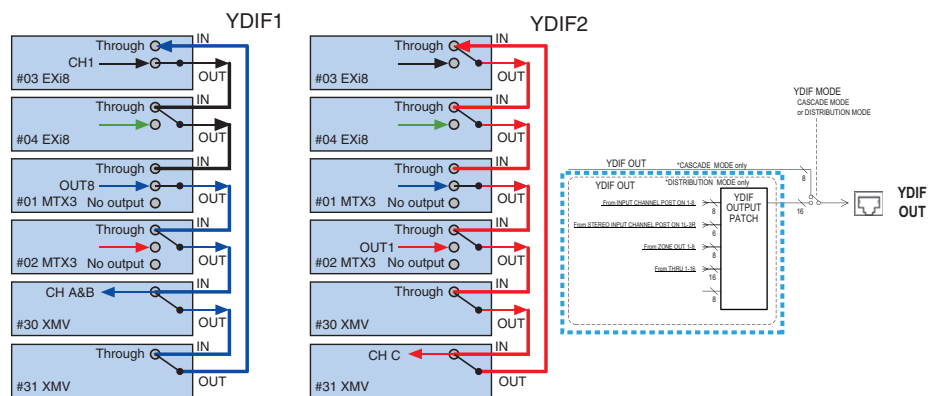 YDIF1
Through
IN
CH1
#03 EXi8
OUT
Through
IN
#04 EXi8
OUT
Through
IN
OUT8
#01 MTX3
No output
OUT
Through
IN
#02 MTX3
No output
OUT
IN
CH A&B
#30 XMV
OUT
Through
IN
#31 XMV
OUT
YDIF2
Through
IN
#03 EXi8
OUT
Through
IN
#04 EXi8
OUT
Through
IN
#01 MTX3
No output
OUT
Through
IN
OUT1
#02 MTX3
No output
OUT
Through
IN
#30 XMV
OUT
IN
CH C
#31 XMV
OUT
YDIF MODE
CASCADE MODE
or DISTRIBUTION MODE
YDIF OUT
*CASCADE MODE only
8
YDIF OUT
*DISTRIBUTION MODE only
From INPUT CHANNEL POST ON 1-8
8
From STEREO INPUT CHANNEL POST ON 1L-3R
6
From ZONE OUT 1-8
8
From THRU 1-16
16
8
YDIF
OUTPUT
PATCH
16
YDIF
OUT